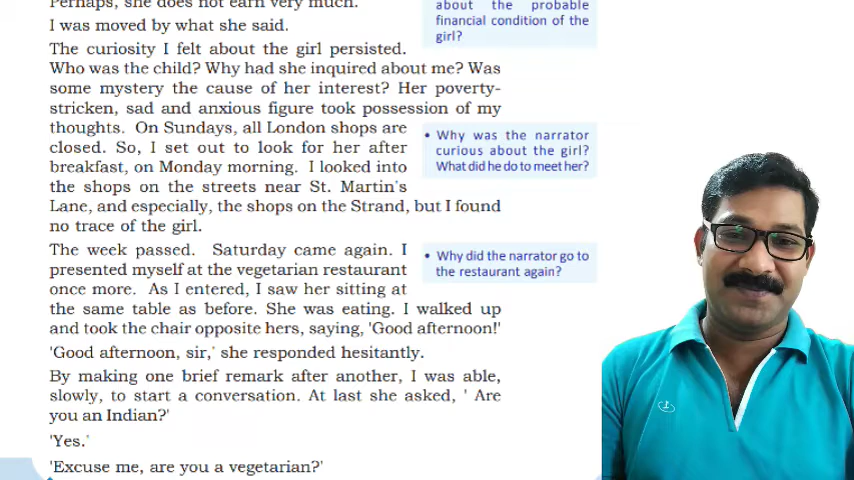 Perhaps, she does not earn very much.
I was moved by what she said.
about the probable
financial condition of the
girl?
The curiosity I felt about the girl persisted.
Who was the child? Why had she inquired about me? Was
some mystery the cause of her interest? Her poverty-
stricken, sad and anxious figure took possession of my
thoughts. On Sundays, all London shops are
closed. So, I set out to look for her after
breakfast, on Monday morning. I looked into
the shops on the streets near St. Martin's
Lane, and especially, the shops on the Strand, but I found
no trace of the girl.
• Why was the narrator
curious about the girl?
What did he do to meet her?
The week passed. Saturday came again. I
presented myself at the vegetarian restaurant
once more. As I entered, I saw her sitting at
the same table as before. She was eating. I walked up
and took the chair opposite hers, saying, 'Good afternoon!'
• Why did the narrator go to
the restaurant again?
'Good afternoon, sir,' she responded hesitantly.
By making one brief remark after another, I was able,
slowly, to start a conversation. At last she asked, ' Are
you an Indian?'
'Yes.'
'Excuse me, are you a vegetarian?'